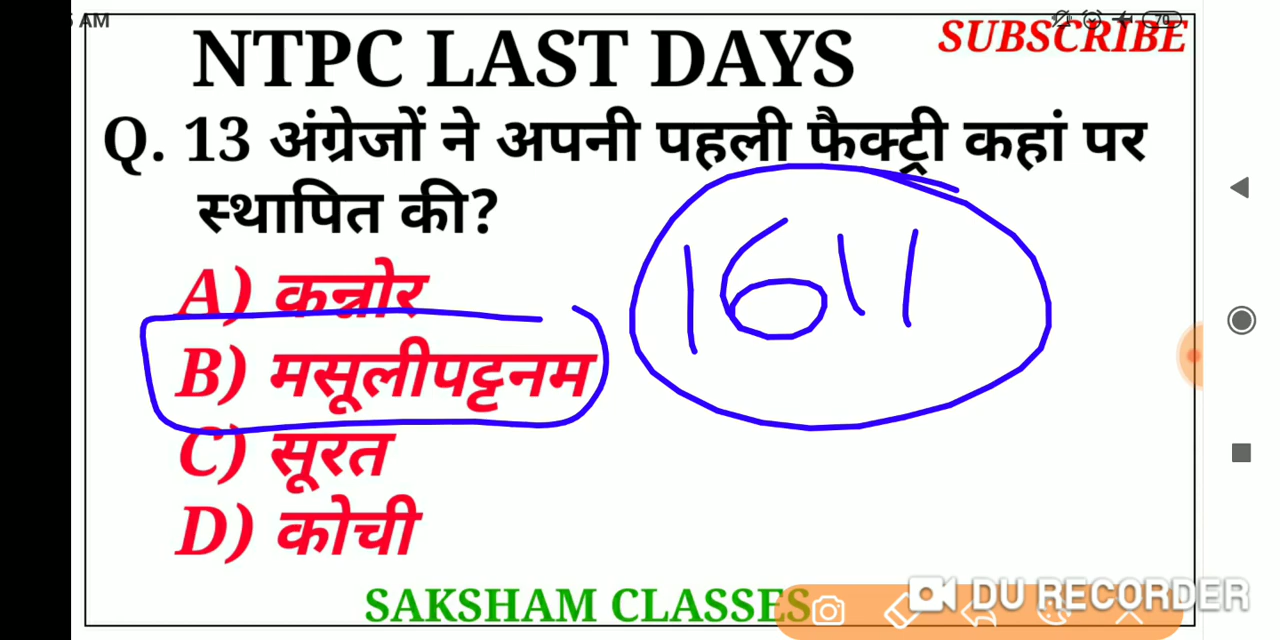 AM
70
SUBSCRIBE
NTPC LAST DAYS
Q. 13 अंग्रेजों ने अपनी पहली फैक्ट्री कहां पर
स्थापित की?
1611
A) कन्नोर
B) मसूलीपट्टनम
C) सूरत
D) कोची
SAKSHAM CLASSES
DU RECORDER